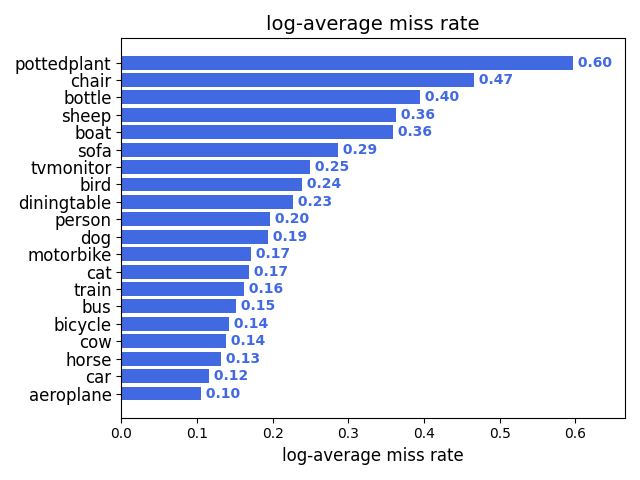 log-average miss rate
pottedplant 0.60
chair 0.47
bottle 0.40
sheep 0.36
boat 0.36
sofa 0.29
tvmonitor 0.25
bird 0.24
diningtable 0.23
person 0.20
dog 0.19
motorbike 0.17
cat 0.17
train 0.16
bus 0.15
bicycle 0.14
cow 0.14
horse 0.13
car 0.12
aeroplane 0.10
0.0 0.1 0.2 0.3 0.4 0.5 0.6
log-average miss rate